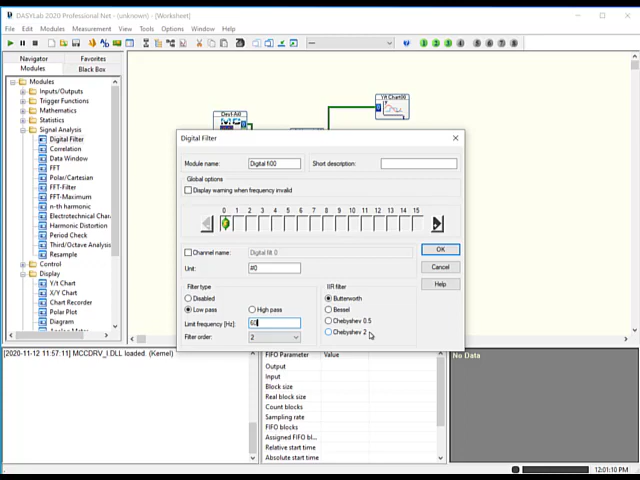 DASYLab 2020 Professional Net - (unknown) - [Worksheet]
File Edit Modules Measurement View Tools Options Window Help
Navigator Favorites
Modules Black Box
Modules
Inputs/Outputs
Trigger Functions
Mathematics
Statistics
Signal Analysis
Digital Filter
Correlation
Data Window
FFT
Polar/Cartesian
FFT-Filter
FFT-Maximum
n-th harmonic
Electrotechnical Char
Harmonic Distortion
Period Check
Third/Octave Analysis
Resample
Control
Display
Y/t Chart
X/Y Chart
Chart Recorder
Polar Plot
Diagram
Dev1-Ai0
Y/t Chart00
Digital Filter
Module name: Digital fi00 Short description:
Global options
Display warning when frequency invalid
0 1 2 3 4 5 6 7 8 9 10 11 12 13 14 15
Channel name: Digital filt 0
Unit: #0
Filter type
Disabled
Low pass High pass
Limit frequency [Hz]: 60
Filter order: 2
IIR filter
Butterworth
Bessel
Chebyshev 0.5
Chebyshev 2
OK
Cancel
Help
[2020-11-12 11:57:11] MCCDRV_I.DLL loaded. (Kernel)
FIFO Parameter Value
Output
Input
Block size
Real block size
Count blocks
Sampling rate
FIFO blocks
Assigned FIFO bl...
Relative start time
Absolute start time
No Data
12:01:10 PM